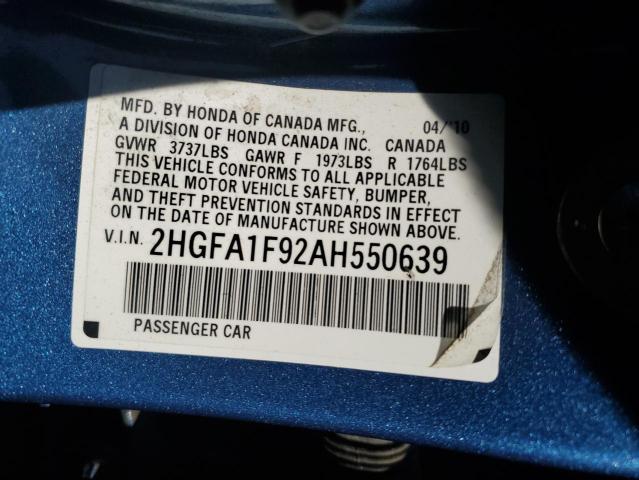 MFD. BY HONDA OF CANADA MFG., 04/'10
A DIVISION OF HONDA CANADA INC. CANADA
GVWR 3737LBS GAWR F 1973LBS R 1764LBS
THIS VEHICLE CONFORMS TO ALL APPLICABLE
FEDERAL MOTOR VEHICLE SAFETY, BUMPER,
AND THEFT PREVENTION STANDARDS IN EFFECT
ON THE DATE OF MANUFACTURE SHOWN ABOVE.
V.I.N. 2HGFA1F92AH550639
PASSENGER CAR